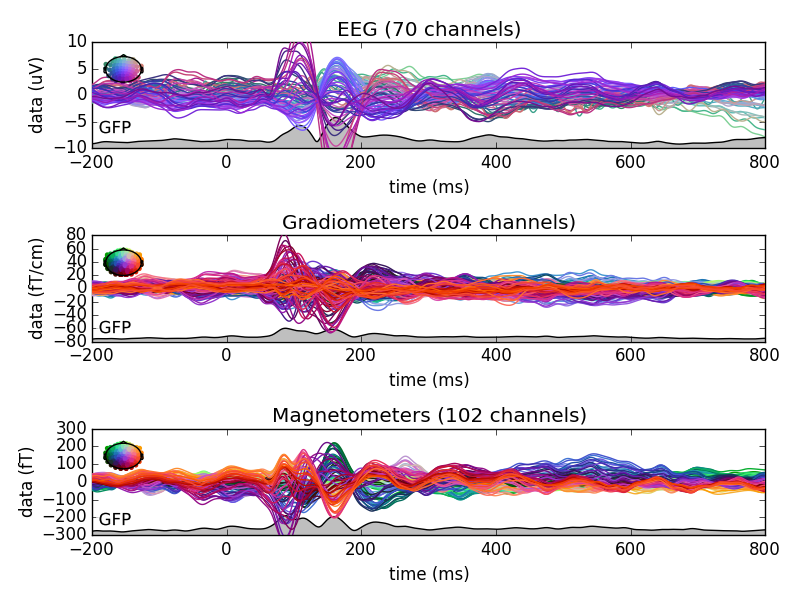 EEG (70 channels)
data (uV)
10
5
0
−5
−10
GFP
−200 0 200 400 600 800
time (ms)
Gradiometers (204 channels)
data (fT/cm)
80
60
40
20
0
−20
−40
−60
−80
GFP
−200 0 200 400 600 800
time (ms)
Magnetometers (102 channels)
data (fT)
300
200
100
0
−100
−200
−300
GFP
−200 0 200 400 600 800
time (ms)